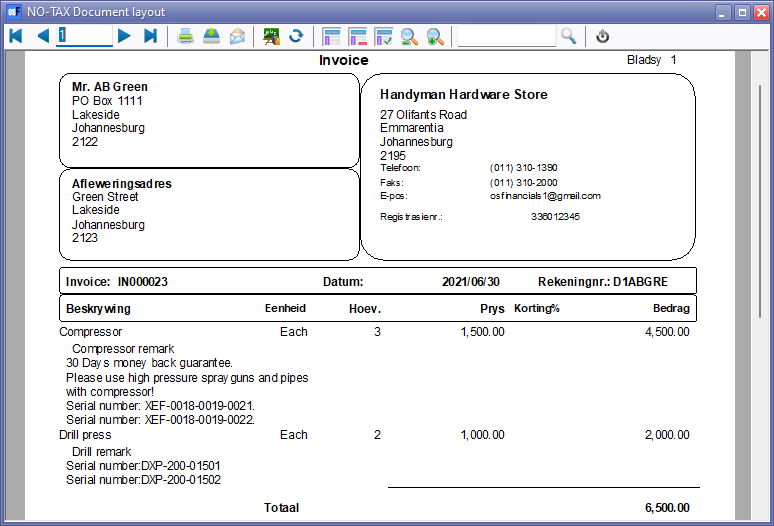 NO-TAX Document layout
1
Invoice Bladsy 1
Mr. AB Green
PO Box 1111
Lakeside
Johannesburg
2122
Handyman Hardware Store
27 Olifants Road
Emmarentia
Johannesburg
2195
Telefoon: (011) 310-1390
Faks: (011) 310-2000
E-pos: osfinancials1@gmail.com
Registrasienr.: 336012345
Afleweringsadres
Green Street
Lakeside
Johannesburg
2123
Invoice: IN000023 Datum: 2021/06/30 Rekeningnr.: D1ABGRE
Beskrywing Eenheid Hoev. Prys Korting% Bedrag
Compressor Each 3 1,500.00 4,500.00
Compressor remark
30 Days money back guarantee.
Please use high pressure spray guns and pipes
with compressor!
Serial number: XEF-0018-0019-0021.
Serial number: XEF-0018-0019-0022.
Drill press Each 2 1,000.00 2,000.00
Drill remark
Serial number:DXP-200-01501
Serial number:DXP-200-01502
Totaal 6,500.00